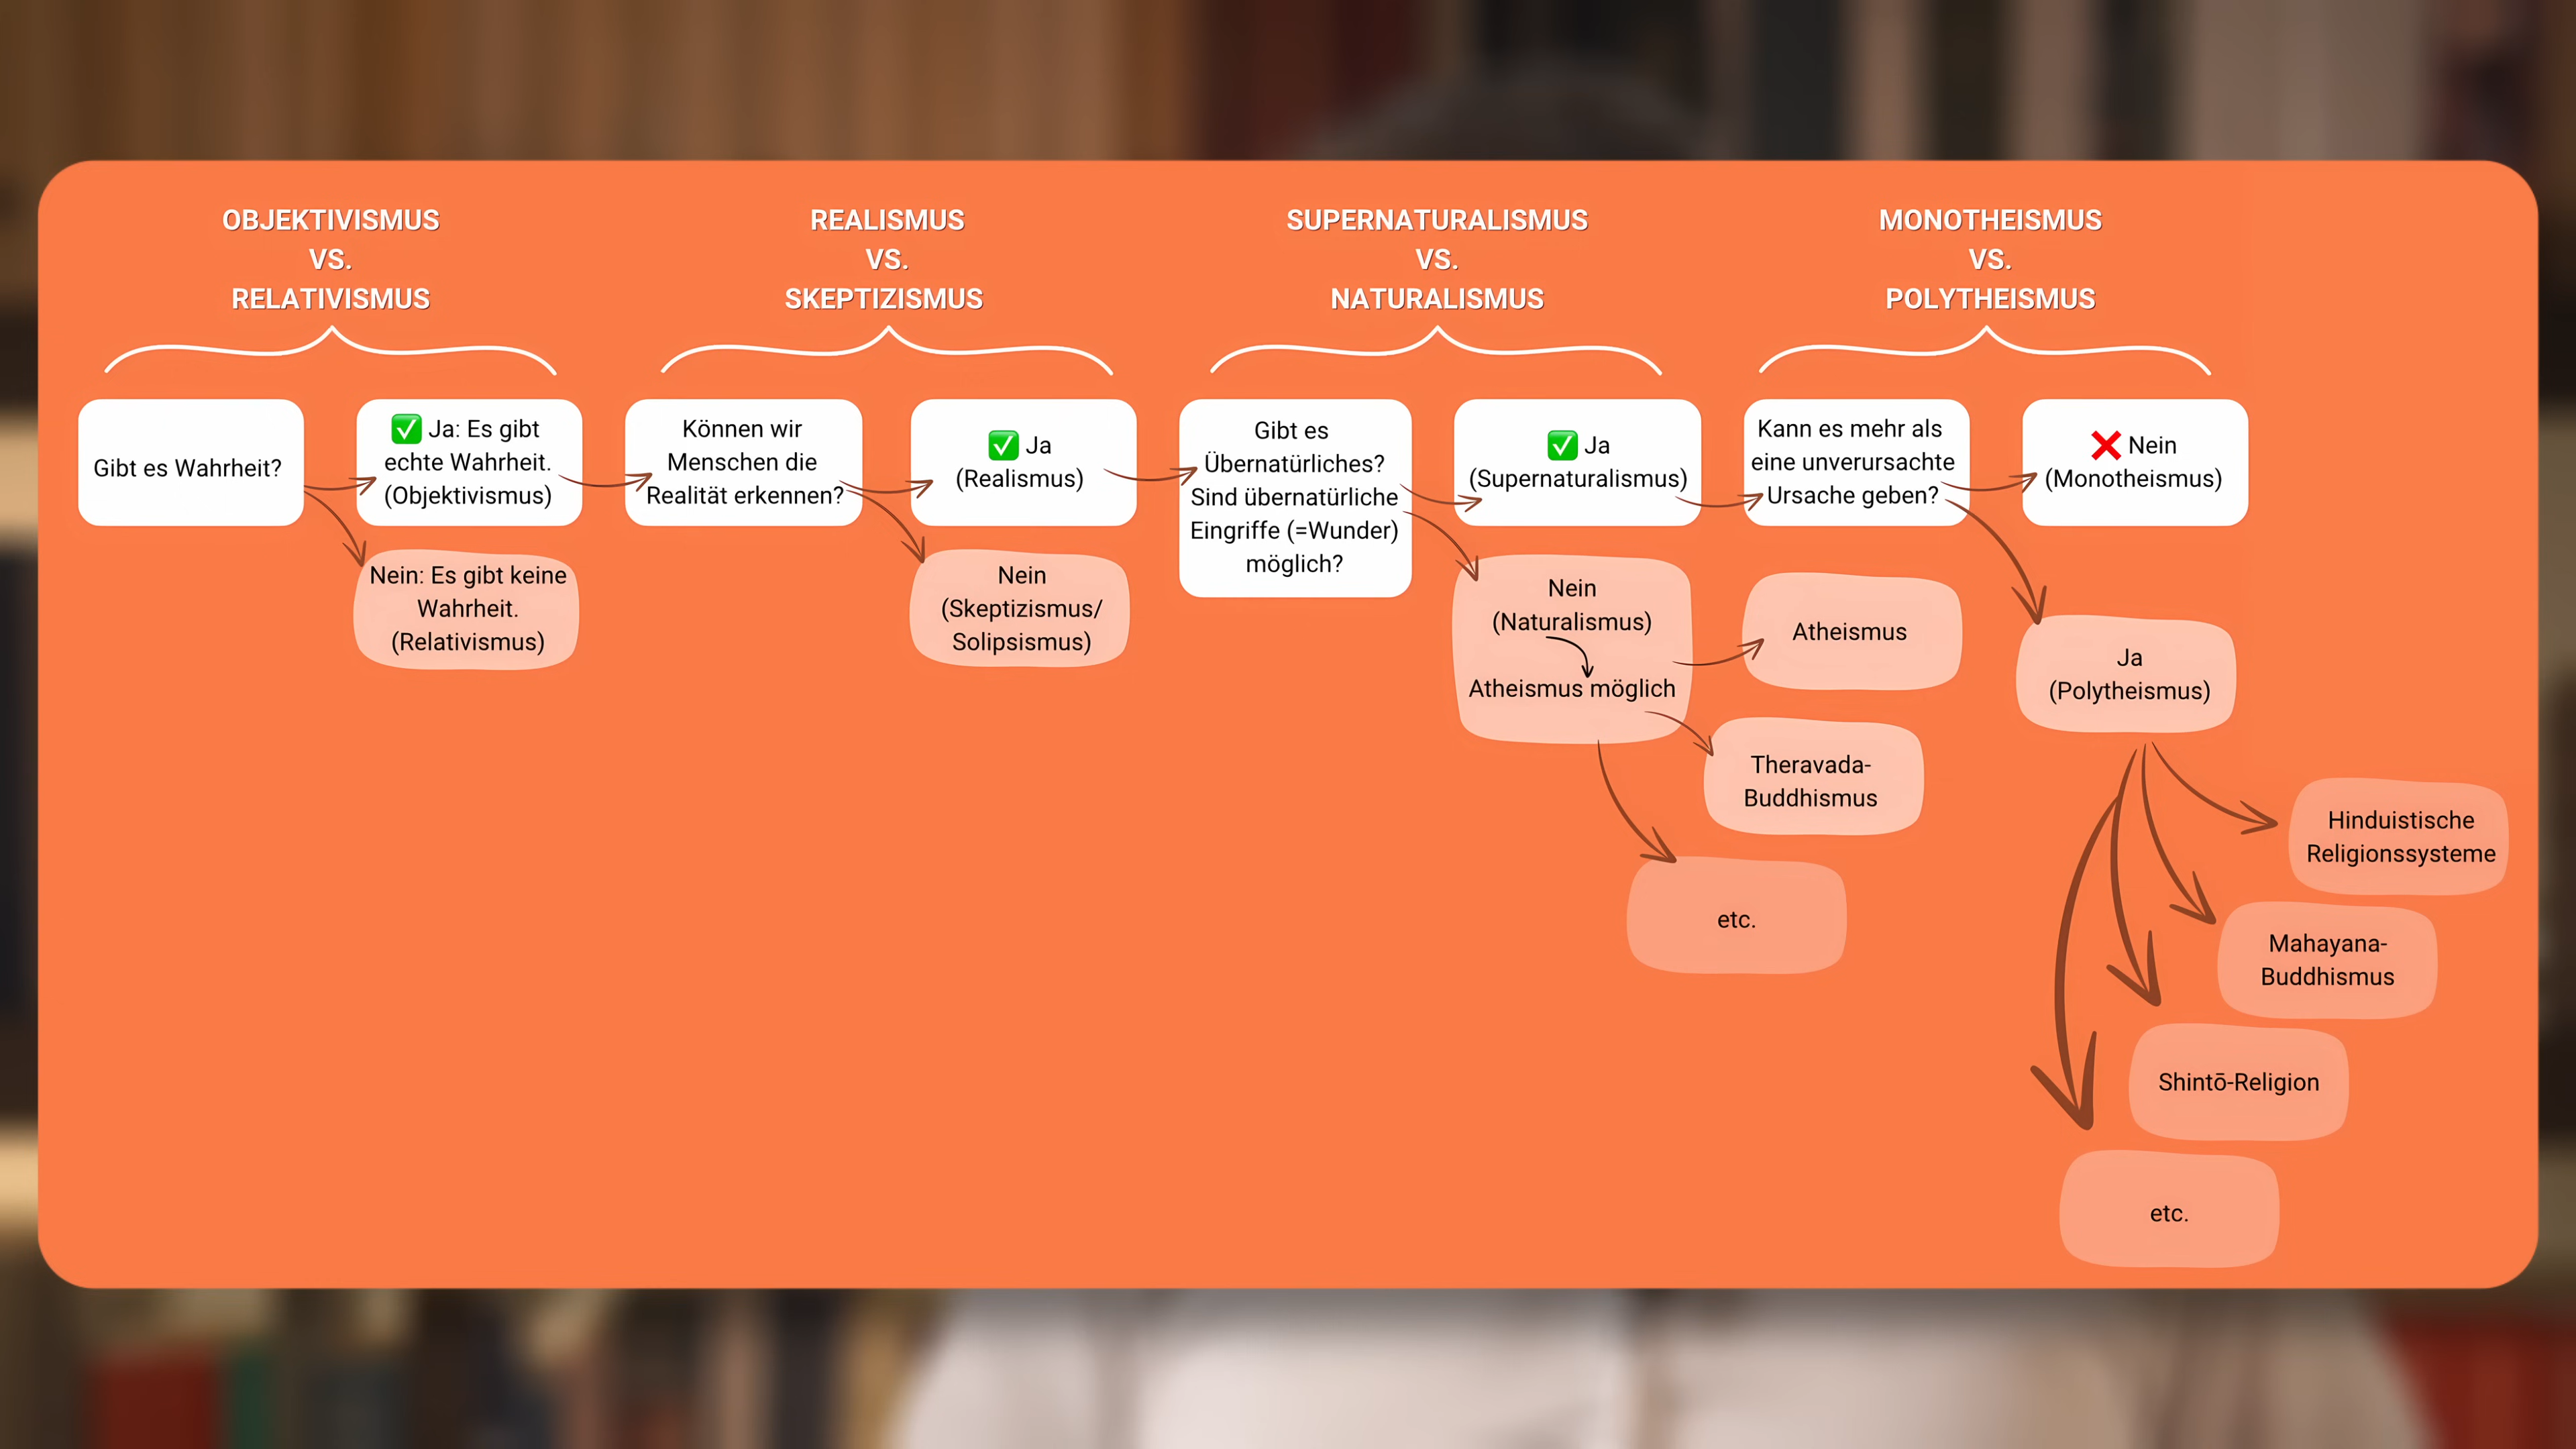 OBJEKTIVISMUS
VS.
RELATIVISMUS
REALISMUS
VS.
SKEPTIZISMUS
SUPERNATURALISMUS
VS.
NATURALISMUS
MONOTHEISMUS
VS.
POLYTHEISMUS
Gibt es Wahrheit?
✅ Ja: Es gibt
echte Wahrheit.
(Objektivismus)
Nein: Es gibt keine
Wahrheit.
(Relativismus)
Können wir
Menschen die
Realität erkennen?
✅ Ja
(Realismus)
Nein
(Skeptizismus/
Solipsismus)
Gibt es
Übernatürliches?
Sind übernatürliche
Eingriffe (=Wunder)
möglich?
✅ Ja
(Supernaturalismus)
Nein
(Naturalismus)
Atheismus möglich
Atheismus
Theravada-
Buddhismus
etc.
Kann es mehr als
eine unverursachte
Ursache geben?
❌ Nein
(Monotheismus)
Ja
(Polytheismus)
Hinduistische
Religionssysteme
Mahayana-
Buddhismus
Shintō-Religion
etc.